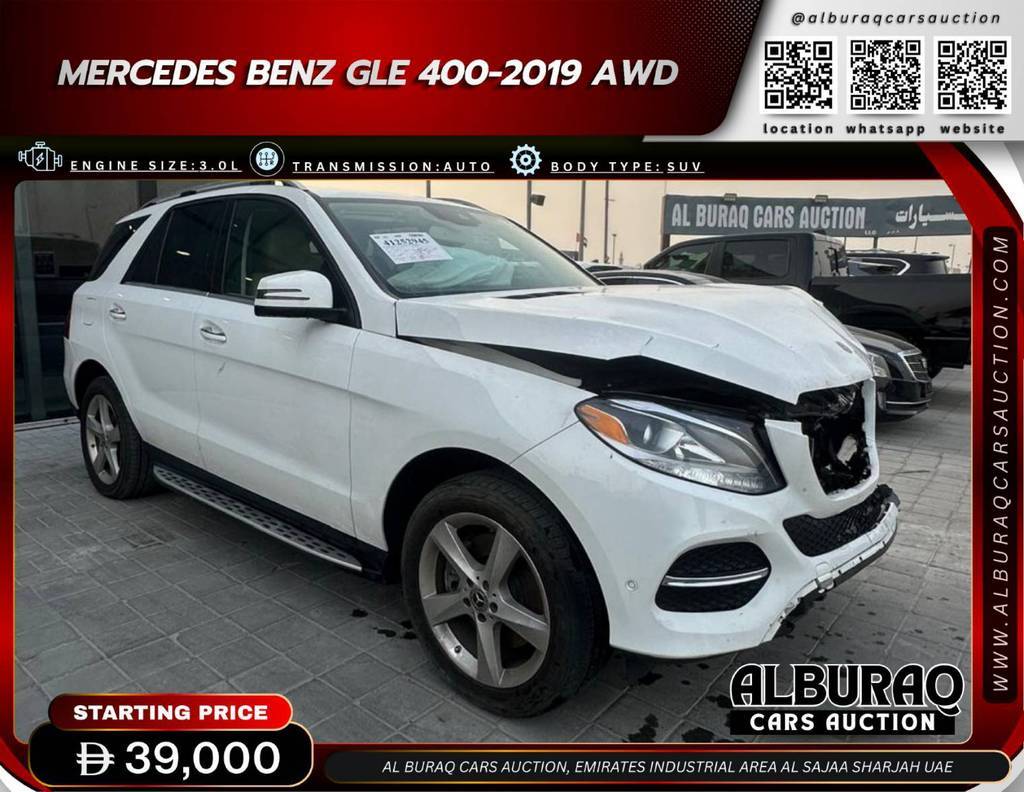 @alburaqcarsauction
MERCEDES BENZ GLE 400-2019 AWD
location whatsapp website
ENGINE SIZE:3.0L TRANSMISSION:AUTO BODY TYPE: SUV
AL BURAQ CARS AUCTION LLC
41252945
WWW.ALBURAQCARSAUCTION.COM
ALBURAQ
CARS AUCTION
STARTING PRICE
39,000
AL BURAQ CARS AUCTION, EMIRATES INDUSTRIAL AREA AL SAJAA SHARJAH UAE